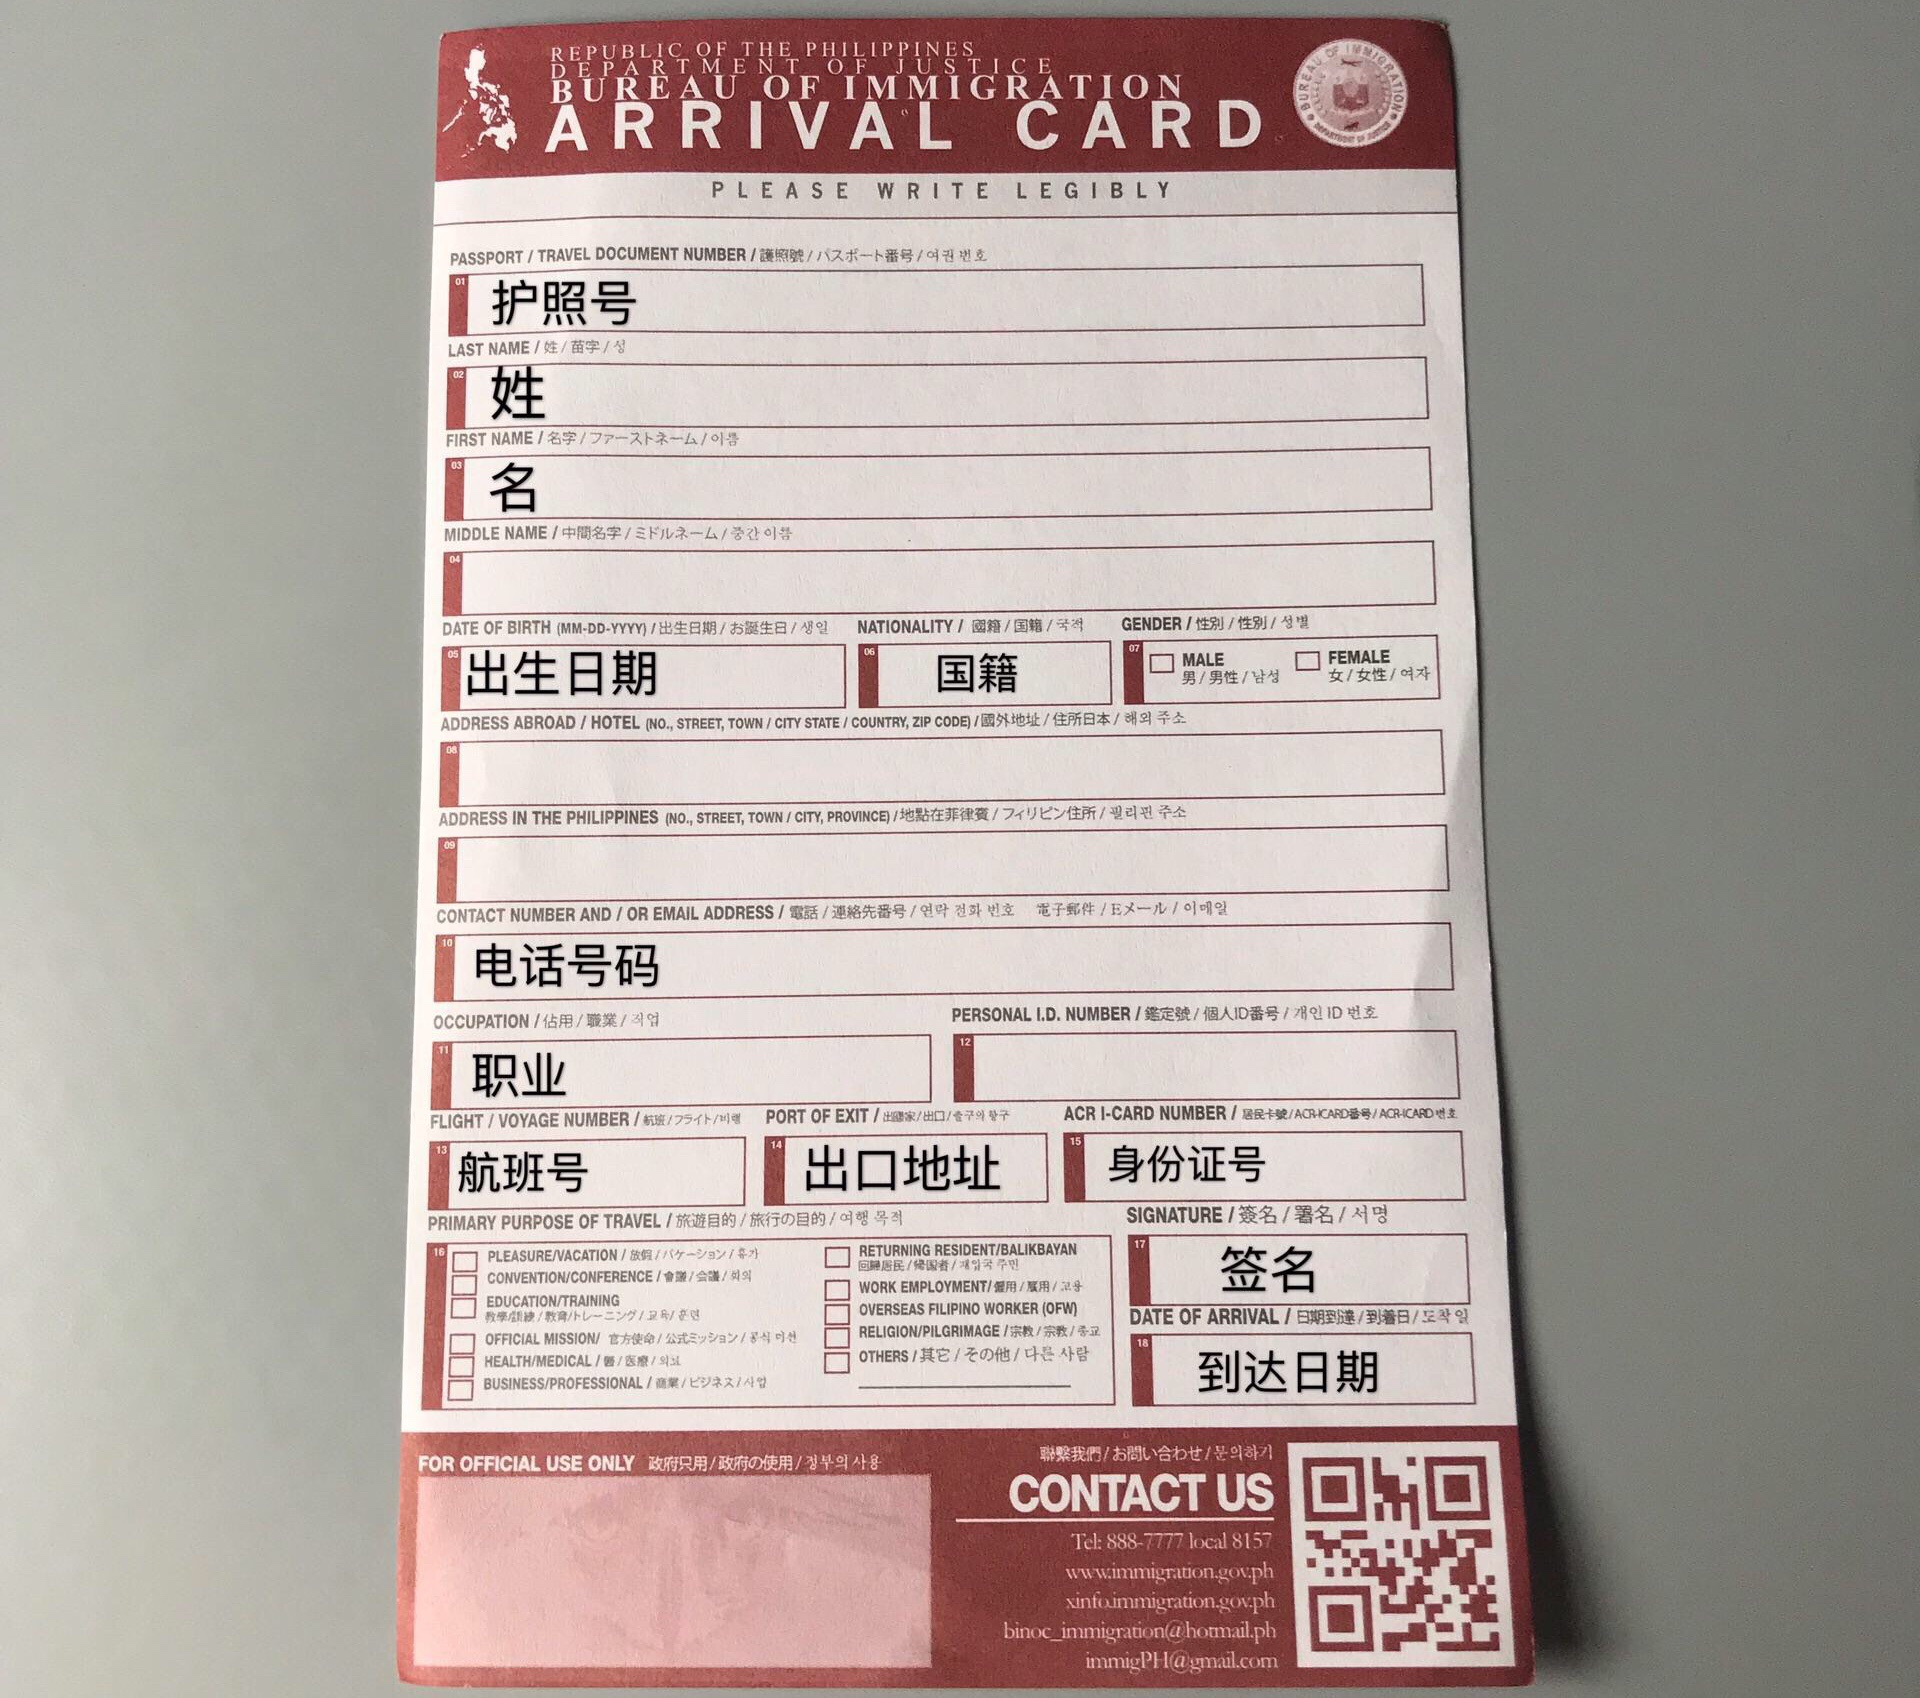 REPUBLIC OF THE PHILIPPINES
DEPARTMENT OF JUSTICE
BUREAU OF IMMIGRATION
ARRIVAL CARD
BUREAU OF IMMIGRATION
DEPARTMENT OF JUSTICE
PLEASE WRITE LEGIBLY
PASSPORT / TRAVEL DOCUMENT NUMBER / 護照號 / パスポート番号 / 여권 번호
01 护照号
LAST NAME / 姓 / 苗字 / 성
02 姓
FIRST NAME / 名字 / ファーストネーム / 이름
03 名
MIDDLE NAME / 中間名字 / ミドルネーム / 중간 이름
04
DATE OF BIRTH (MM-DD-YYYY) / 出生日期 / お誕生日 / 생일 NATIONALITY / 國籍 / 国籍 / 국적 GENDER / 性別 / 性別 / 성별
05 出生日期 06 国籍 07 MALE 男 / 男性 / 남성 FEMALE 女 / 女性 / 여자
ADDRESS ABROAD / HOTEL (NO., STREET, TOWN / CITY STATE / COUNTRY, ZIP CODE) / 國外地址 / 住所日本 / 해외 주소
08
ADDRESS IN THE PHILIPPINES (NO., STREET, TOWN / CITY, PROVINCE) / 地點在菲律賓 / フィリピン住所 / 필리핀 주소
09
CONTACT NUMBER AND / OR EMAIL ADDRESS / 電話 / 連絡先番号 / 연락 전화 번호 電子郵件 / Eメール / 이메일
10 电话号码
OCCUPATION / 佔用 / 職業 / 직업 PERSONAL I.D. NUMBER / 鑑定號 / 個人ID番号 / 개인 ID 번호
11 职业 12
FLIGHT / VOYAGE NUMBER / 航班 / フライト / 비행 PORT OF EXIT / 出國家 / 出口 / 출구의 항구 ACR I-CARD NUMBER / 居民卡號 / ACR-ICARD番号 / ACR-ICARD 번호
13 航班号 14 出口地址 15 身份证号
PRIMARY PURPOSE OF TRAVEL / 旅遊目的 / 旅行の目的 / 여행 목적 SIGNATURE / 簽名 / 署名 / 서명
16 17 签名
PLEASURE/VACATION / 放假 / バケーション / 휴가
CONVENTION/CONFERENCE / 會議 / 会議 / 회의
EDUCATION/TRAINING
教學/訓練 / 教育/トレーニング / 교육/ 훈련
OFFICIAL MISSION/ 官方使命 / 公式ミッション / 공식 미션
HEALTH/MEDICAL / 醫 / 医療 / 의뇌
BUSINESS/PROFESSIONAL / 商業 / ビジネス / 사업
RETURNING RESIDENT/BALIKBAYAN
回歸居民 / 帰国者 / 재입국 주민
WORK EMPLOYMENT/ 僱用 / 雇用 / 고용
OVERSEAS FILIPINO WORKER (OFW)
RELIGION/PILGRIMAGE / 宗教 / 宗教 / 종교
OTHERS / 其它 / その他 / 다른 사람
DATE OF ARRIVAL / 日期到達 / 到着日 / 도착일
18 到达日期
FOR OFFICIAL USE ONLY 政府只用 / 政府の使用 / 정부의 사용
聯繫我們 / お問い合わせ / 문의하기
CONTACT US
Tel: 888-7777 local 8157
www.immigration.gov.ph
xinfo.immigration.gov.ph
binoc_immigration@hotmail.ph
immigPH@gmail.com